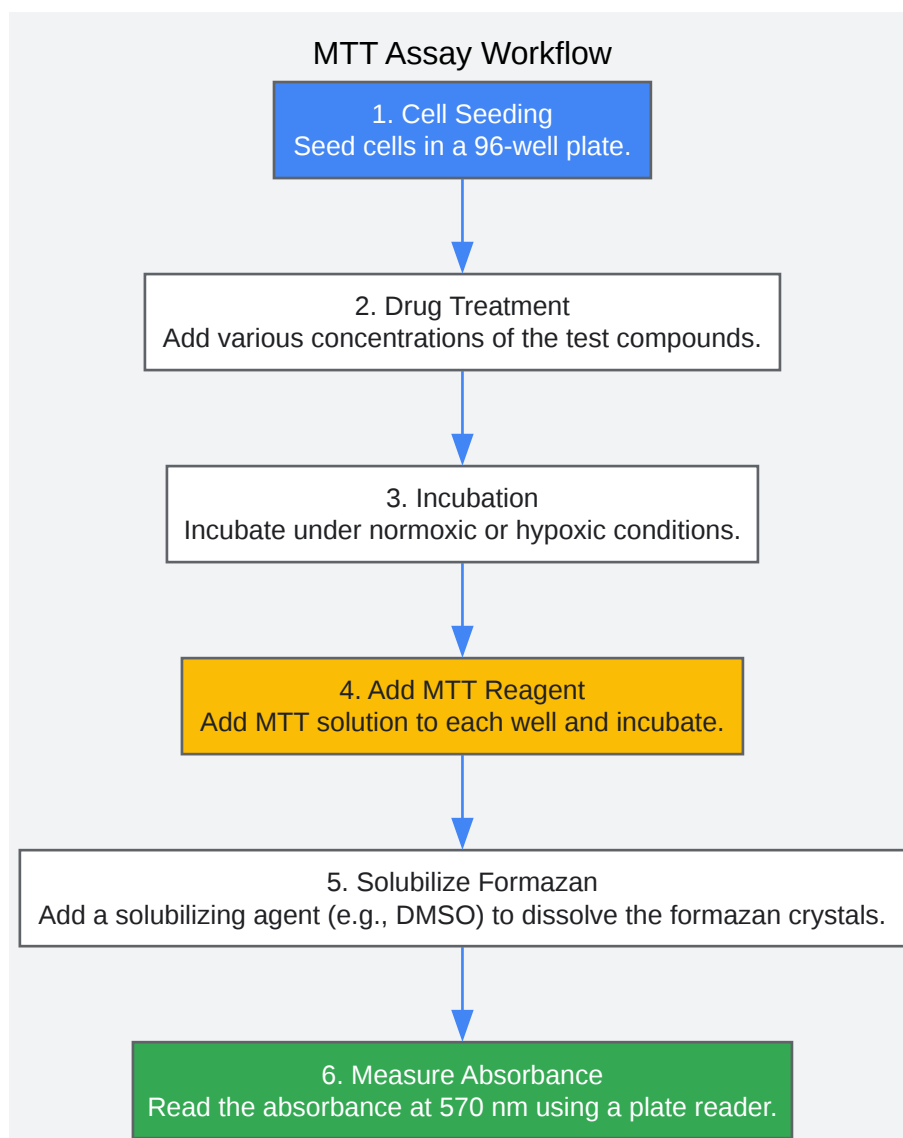 MTT Assay Workflow
1. Cell Seeding
Seed cells in a 96-well plate.
2. Drug Treatment
Add various concentrations of the test compounds.
3. Incubation
Incubate under normoxic or hypoxic conditions.
4. Add MTT Reagent
Add MTT solution to each well and incubate.
5. Solubilize Formazan
Add a solubilizing agent (e.g., DMSO) to dissolve the formazan crystals.
6. Measure Absorbance
Read the absorbance at 570 nm using a plate reader.